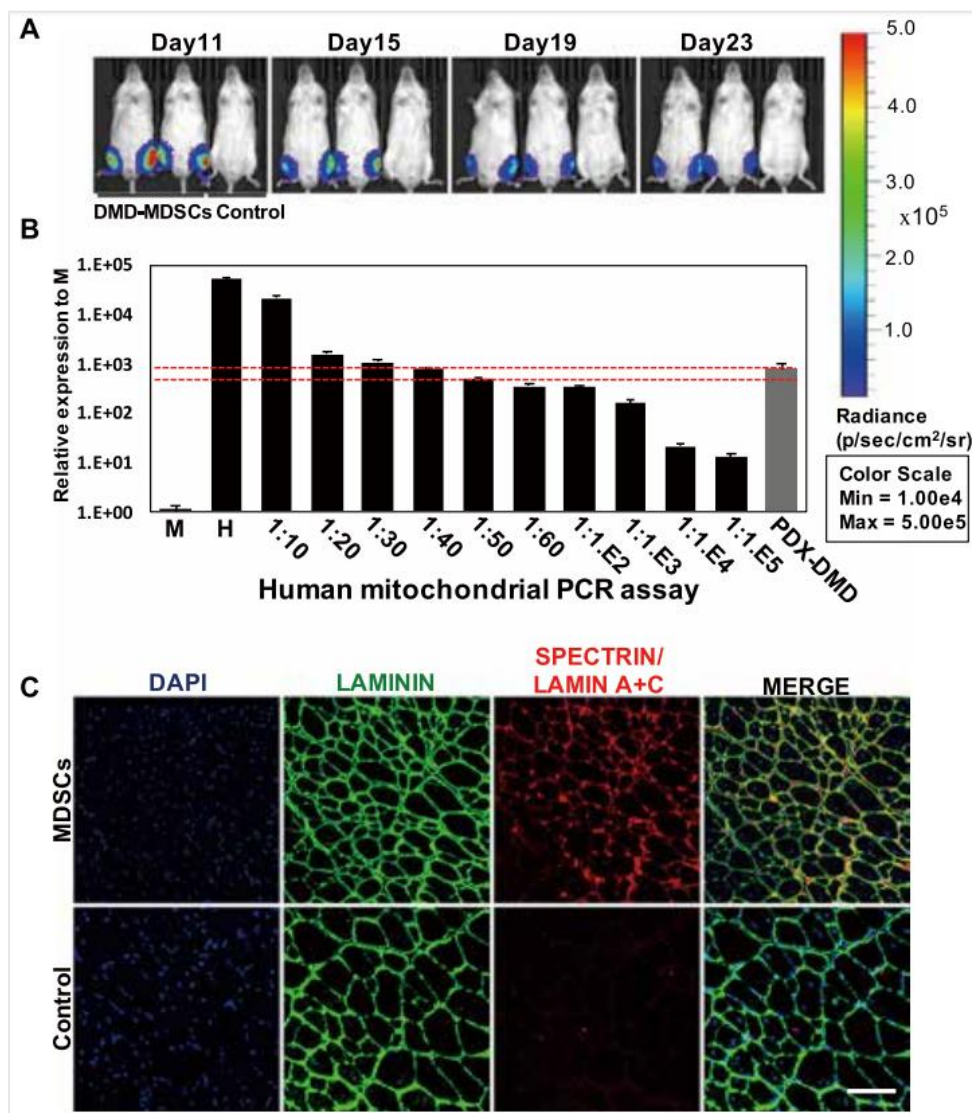 A
Day11 Day15 Day19 Day23
DMD-MDSCs Control
5.0
4.0
3.0
x10⁵
2.0
1.0
Radiance
(p/sec/cm²/sr)
Color Scale
Min = 1.00e4
Max = 5.00e5
B
Relative expression to M
1.E+05
1.E+04
1.E+03
1.E+02
1.E+01
1.E+00
M H 1:10 1:20 1:30 1:40 1:50 1:60 1:1.E2 1:1.E3 1:1.E4 1:1.E5 PDX-DMD
Human mitochondrial PCR assay
C
DAPI LAMININ SPECTRIN/
LAMIN A+C MERGE
MDSCs
Control